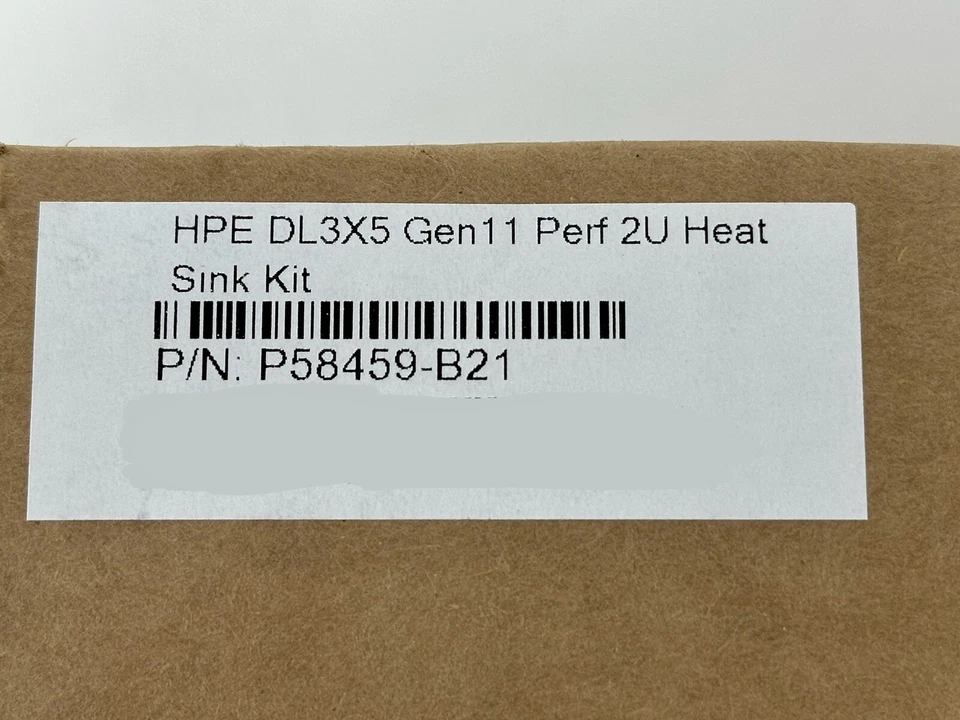 HPE DL3X5 Gen11 Perf 2U Heat
Sink Kit
P/N: P58459-B21